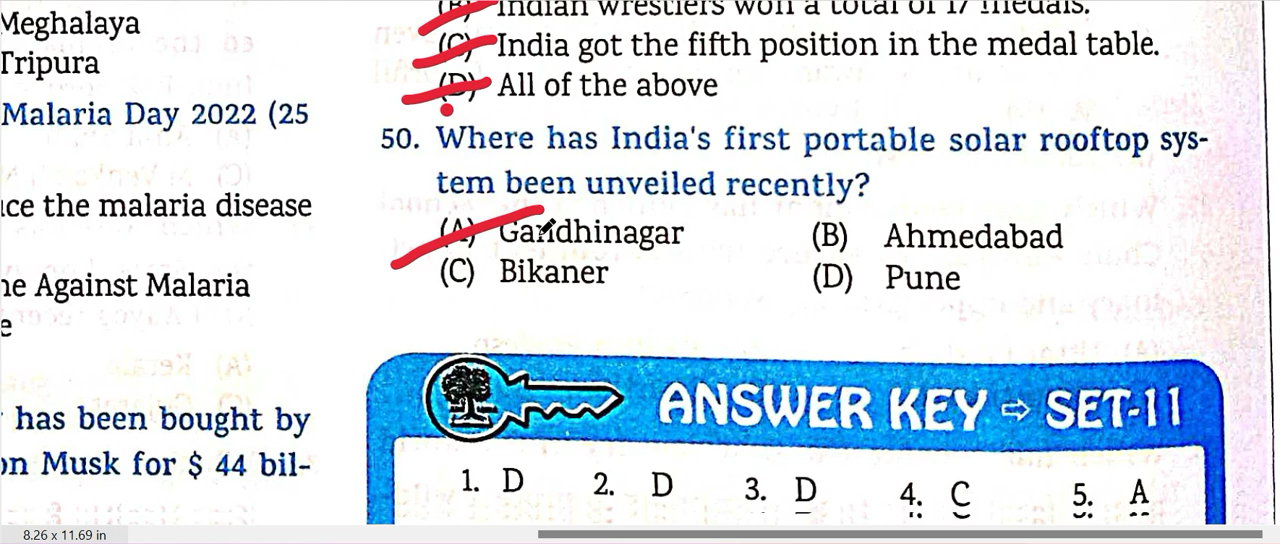 Meghalaya
Tripura
Malaria Day 2022 (25
uce the malaria disease
ne Against Malaria
e
has been bought by
on Musk for $ 44 bil-
(B) Indian wrestlers won a total of 17 medals.
(C) India got the fifth position in the medal table.
(D) All of the above
50. Where has India's first portable solar rooftop sys-
tem been unveiled recently?
(A) Gandhinagar (B) Ahmedabad
(C) Bikaner (D) Pune
ANSWER KEY ⇨ SET-11
1. D 2. D 3. D 4. C 5. A
8.26 x 11.69 in